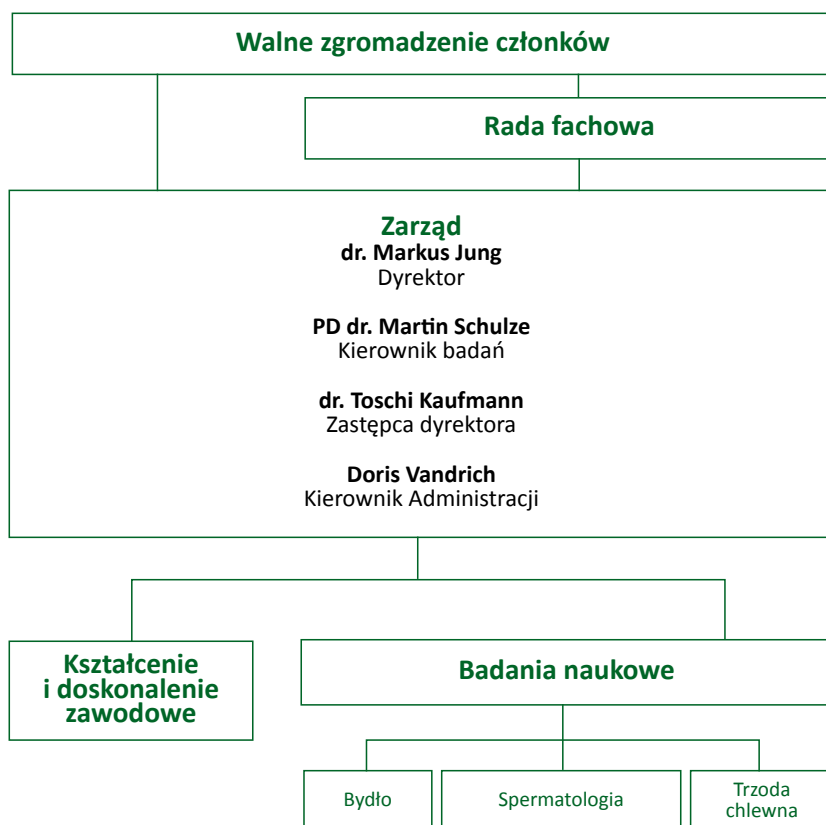 Walne zgromadzenie członków
Rada fachowa
Zarząd
dr. Markus Jung
Dyrektor
PD dr. Martin Schulze
Kierownik badań
dr. Toschi Kaufmann
Zastępca dyrektora
Doris Vandrich
Kierownik Administracji
Kształcenie
i doskonalenie
zawodowe
Badania naukowe
Bydło
Spermatologia
Trzoda
chlewna